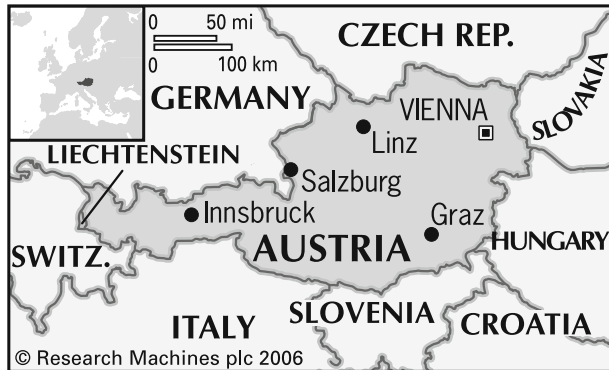 0 50 mi
0 100 km
CZECH REP.
GERMANY
SLOVAKIA
VIENNA
Linz
LIECHTENSTEIN
Salzburg
Innsbruck
Graz
SWITZ.
AUSTRIA
HUNGARY
ITALY
SLOVENIA
CROATIA
© Research Machines plc 2006